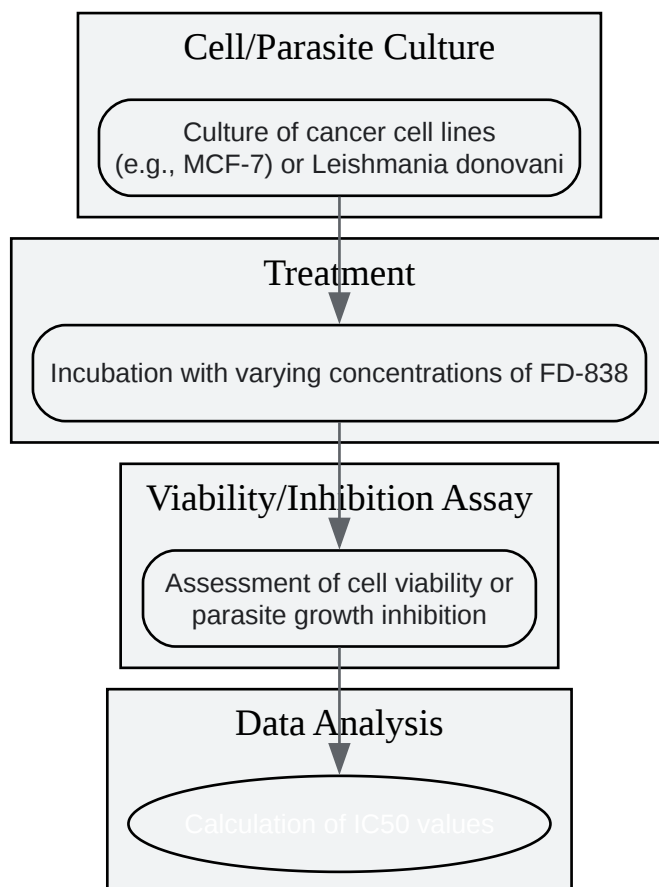 Cell/Parasite Culture
Culture of cancer cell lines
(e.g., MCF-7) or Leishmania donovani
Treatment
Incubation with varying concentrations of FD-838
Viability/Inhibition Assay
Assessment of cell viability or
parasite growth inhibition
Data Analysis
Calculation of IC50 values